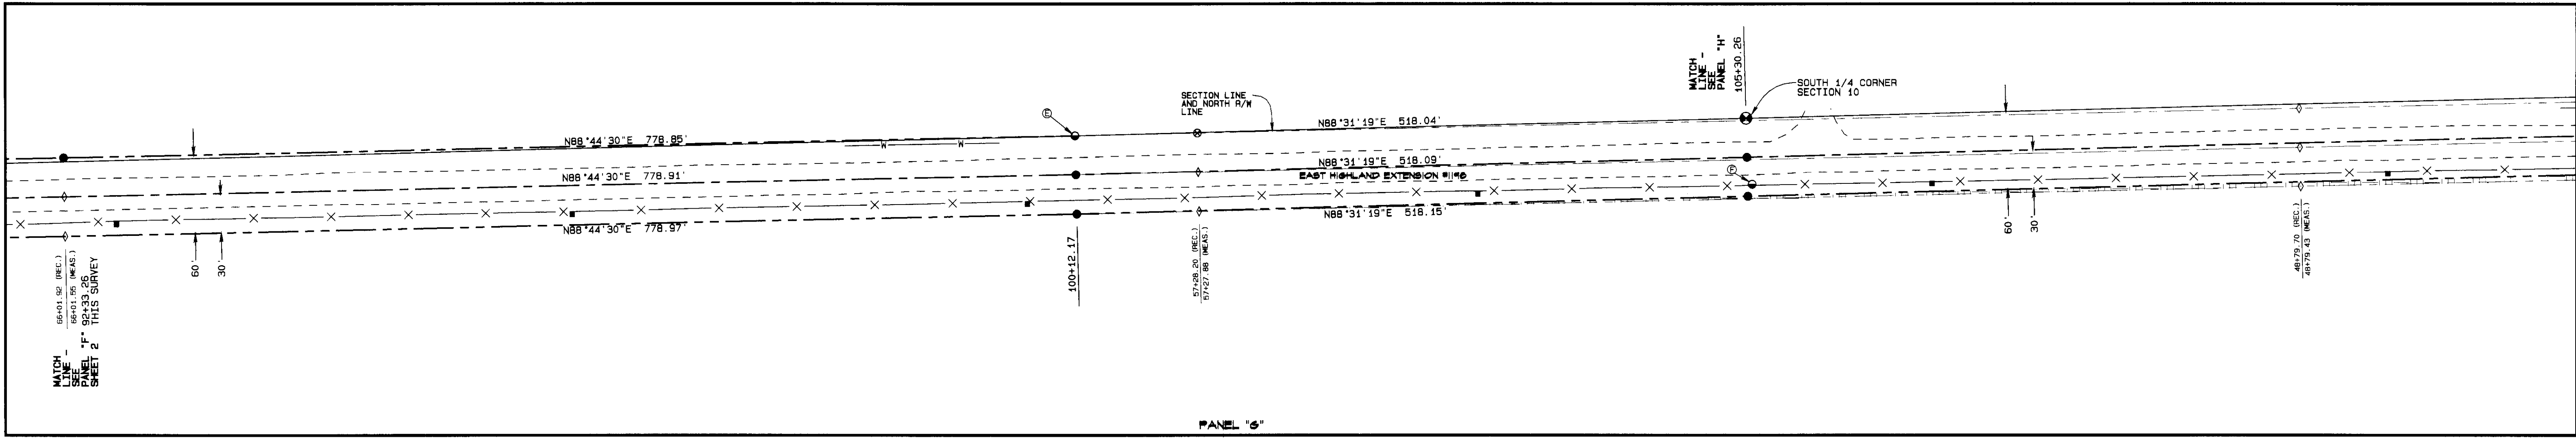 MATCH
LINE -
SEE
PANEL "F" 92+33.26
SHEET 2 THIS SURVEY
66+01.92 (REC.)
66+01.55 (MEAS.)
60'
30'
N88°44'30"E 778.85'
N88°44'30"E 778.91'
N88°44'30"E 778.97'
W
W
E
100+12.17
57+28.20 (REC.)
57+27.88 (MEAS.)
SECTION LINE
AND NORTH R/W
LINE
N88°31'19"E 518.04'
N88°31'19"E 518.09'
EAST HIGHLAND EXTENSION #1196
N88°31'19"E 518.15'
MATCH
LINE -
SEE
PANEL "H"
105+30.26
SOUTH 1/4 CORNER
SECTION 10
60'
30'
48+79.70 (REC.)
48+79.43 (MEAS.)
PANEL "G"